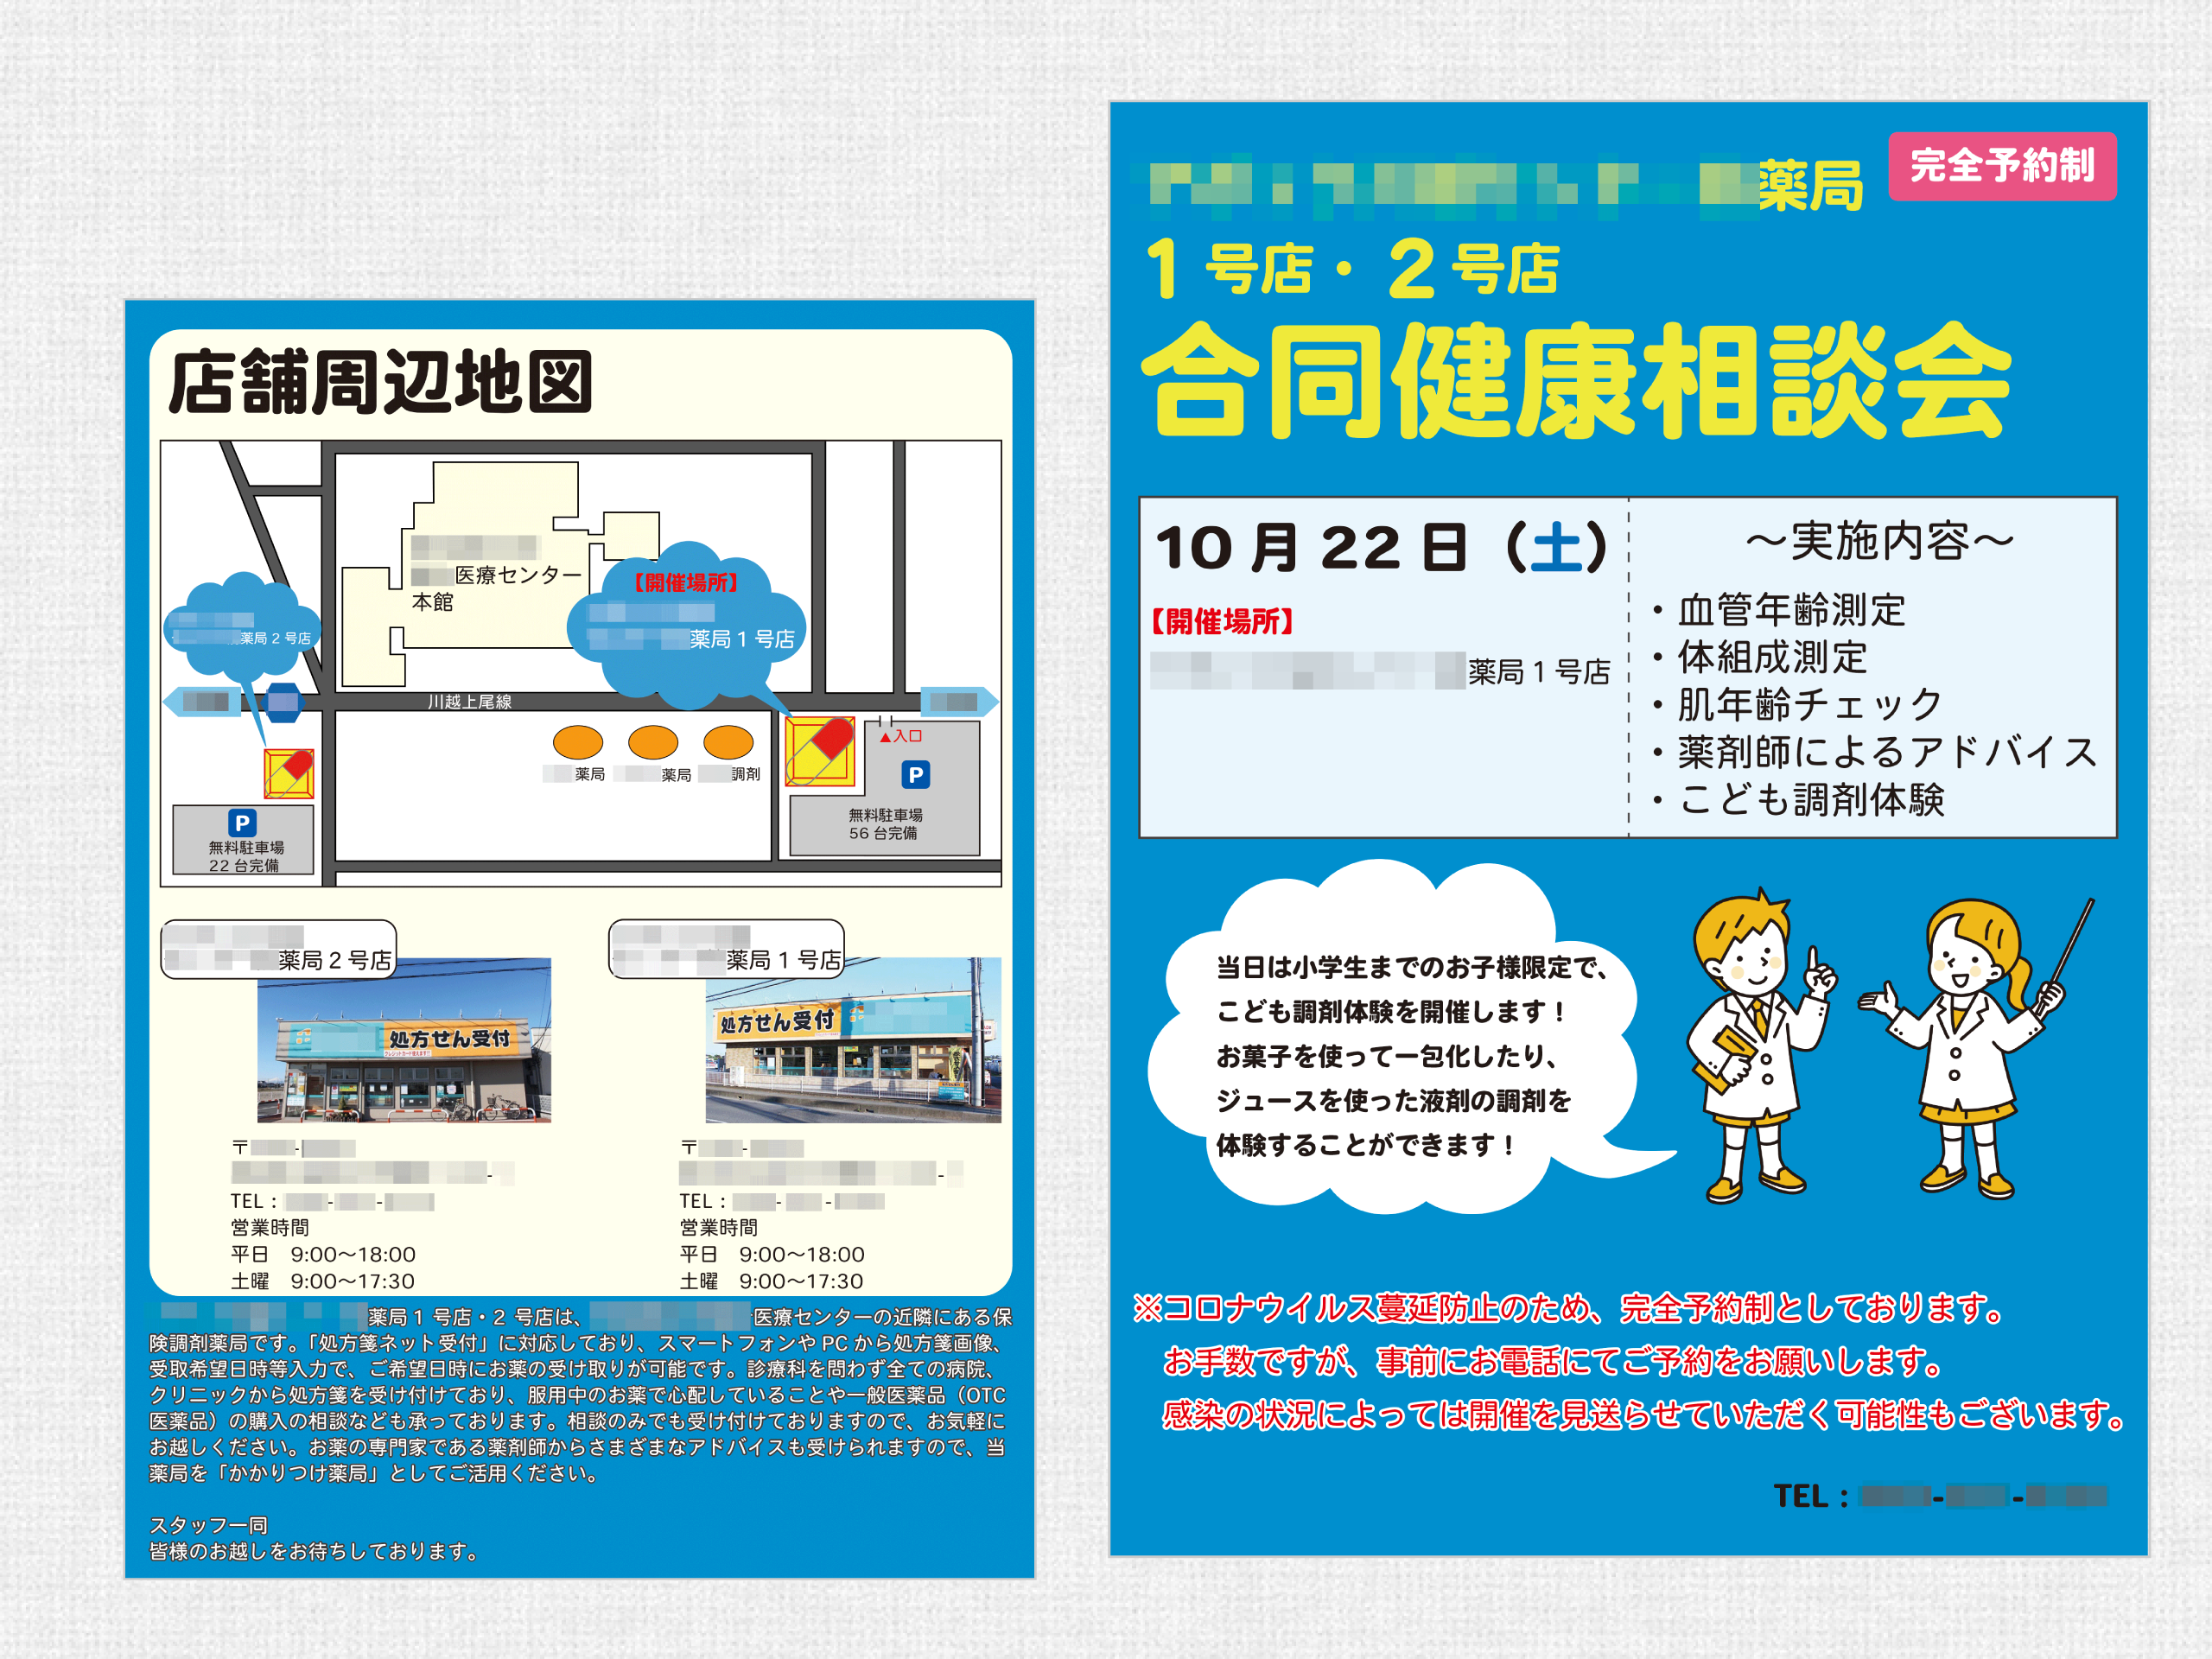 店舗周辺地図
医療センター
本館
【開催場所】
薬局1号店
薬局2号店
川越上尾線
薬局
薬局
調剤
▲入口
P
無料駐車場
56台完備
P
無料駐車場
22台完備
薬局2号店
処方せん受付
〒 -
-
TEL: - -
営業時間
平日 9:00〜18:00
土曜 9:00〜17:30
薬局1号店
処方せん受付
〒 -
-
TEL: - -
営業時間
平日 9:00〜18:00
土曜 9:00〜17:30
薬局1号店・2号店は、 医療センターの近隣にある保
険調剤薬局です。「処方箋ネット受付」に対応しており、スマートフォンやPCから処方箋画像、
受取希望日時等入力で、ご希望日時にお薬の受け取りが可能です。診療科を問わず全ての病院、
クリニックから処方箋を受け付けており、服用中のお薬で心配していることや一般医薬品（OTC
医薬品）の購入の相談なども承っております。相談のみでも受け付けておりますので、お気軽に
お越しください。お薬の専門家である薬剤師からさまざまなアドバイスも受けられますので、当
薬局を「かかりつけ薬局」としてご活用ください。
スタッフ一同
皆様のお越しをお待ちしております。
薬局
完全予約制
1号店・2号店
合同健康相談会
10月22日（土）
【開催場所】
薬局1号店
〜実施内容〜
・血管年齢測定
・体組成測定
・肌年齢チェック
・薬剤師によるアドバイス
・こども調剤体験
当日は小学生までのお子様限定で、
こども調剤体験を開催します！
お菓子を使って一包化したり、
ジュースを使った液剤の調剤を
体験することができます！
※コロナウイルス蔓延防止のため、完全予約制としております。
お手数ですが、事前にお電話にてご予約をお願いします。
感染の状況によっては開催を見送らせていただく可能性もございます。
TEL: - -